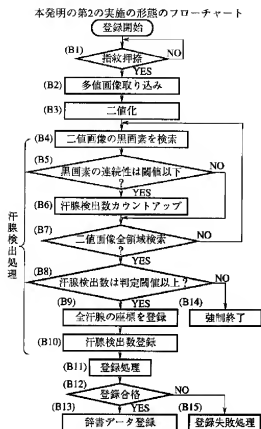 本発明の第2の実施の形態のフローチャート
登録開始
(B1)
NO
指紋押捺
YES
(B2)
多値画像取り込み
(B3)
二値化
(B4)
二値画像の黒画素を検索
(B5)
NO
黒画素の連続性は閾値以下
?
YES
(B6)
汗腺検出数カウントアップ
(B7)
NO
二値画像全領域検索
?
YES
(B8)
NO
汗腺検出数は判定閾値以上?
YES
(B14)
(B9)
全汗腺の座標を登録
強制終了
(B10)
汗腺検出数登録
汗腺検出処理
(B11)
登録処理
(B12)
NO
登録合格
?
YES
(B13)
(B15)
辞書データ登録
登録失敗処理